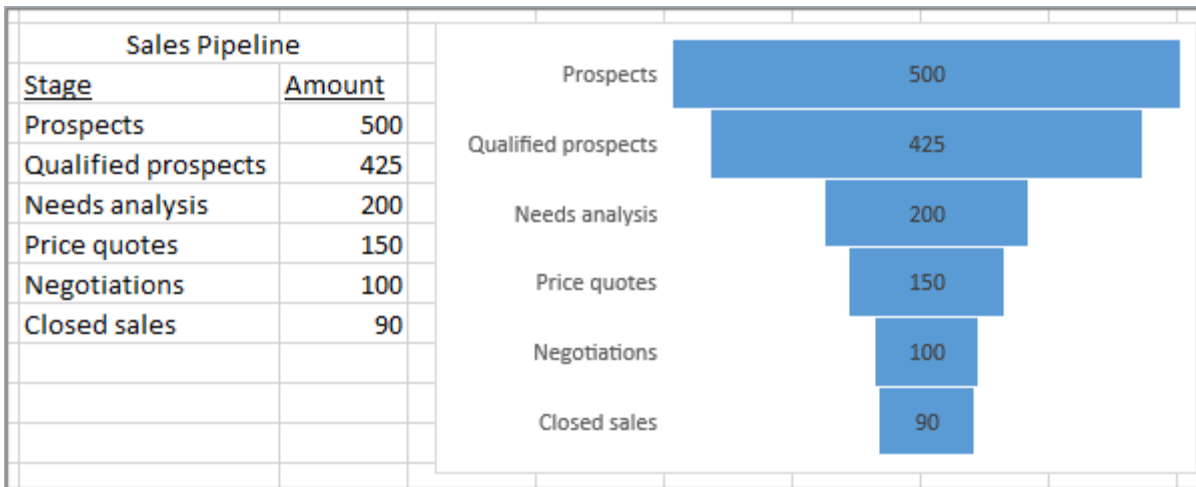 Sales Pipeline
Stage Amount
Prospects 500
Qualified prospects 425
Needs analysis 200
Price quotes 150
Negotiations 100
Closed sales 90
Prospects 500
Qualified prospects 425
Needs analysis 200
Price quotes 150
Negotiations 100
Closed sales 90